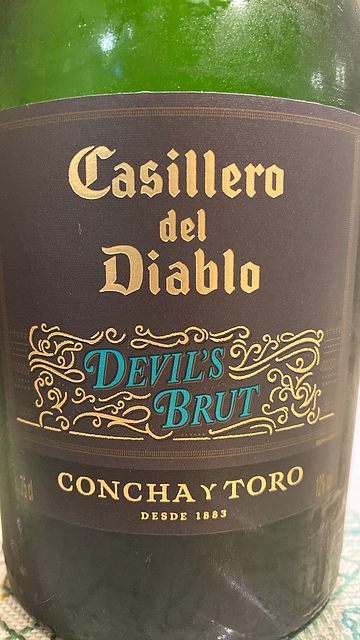 Casillero
del
Diablo
DEVIL'S
BRUT
CONCHA Y TORO
DESDE 1883